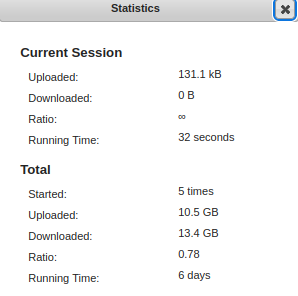 Statistics
Current Session
Uploaded: 131.1 kB
Downloaded: 0 B
Ratio: ∞
Running Time: 32 seconds
Total
Started: 5 times
Uploaded: 10.5 GB
Downloaded: 13.4 GB
Ratio: 0.78
Running Time: 6 days